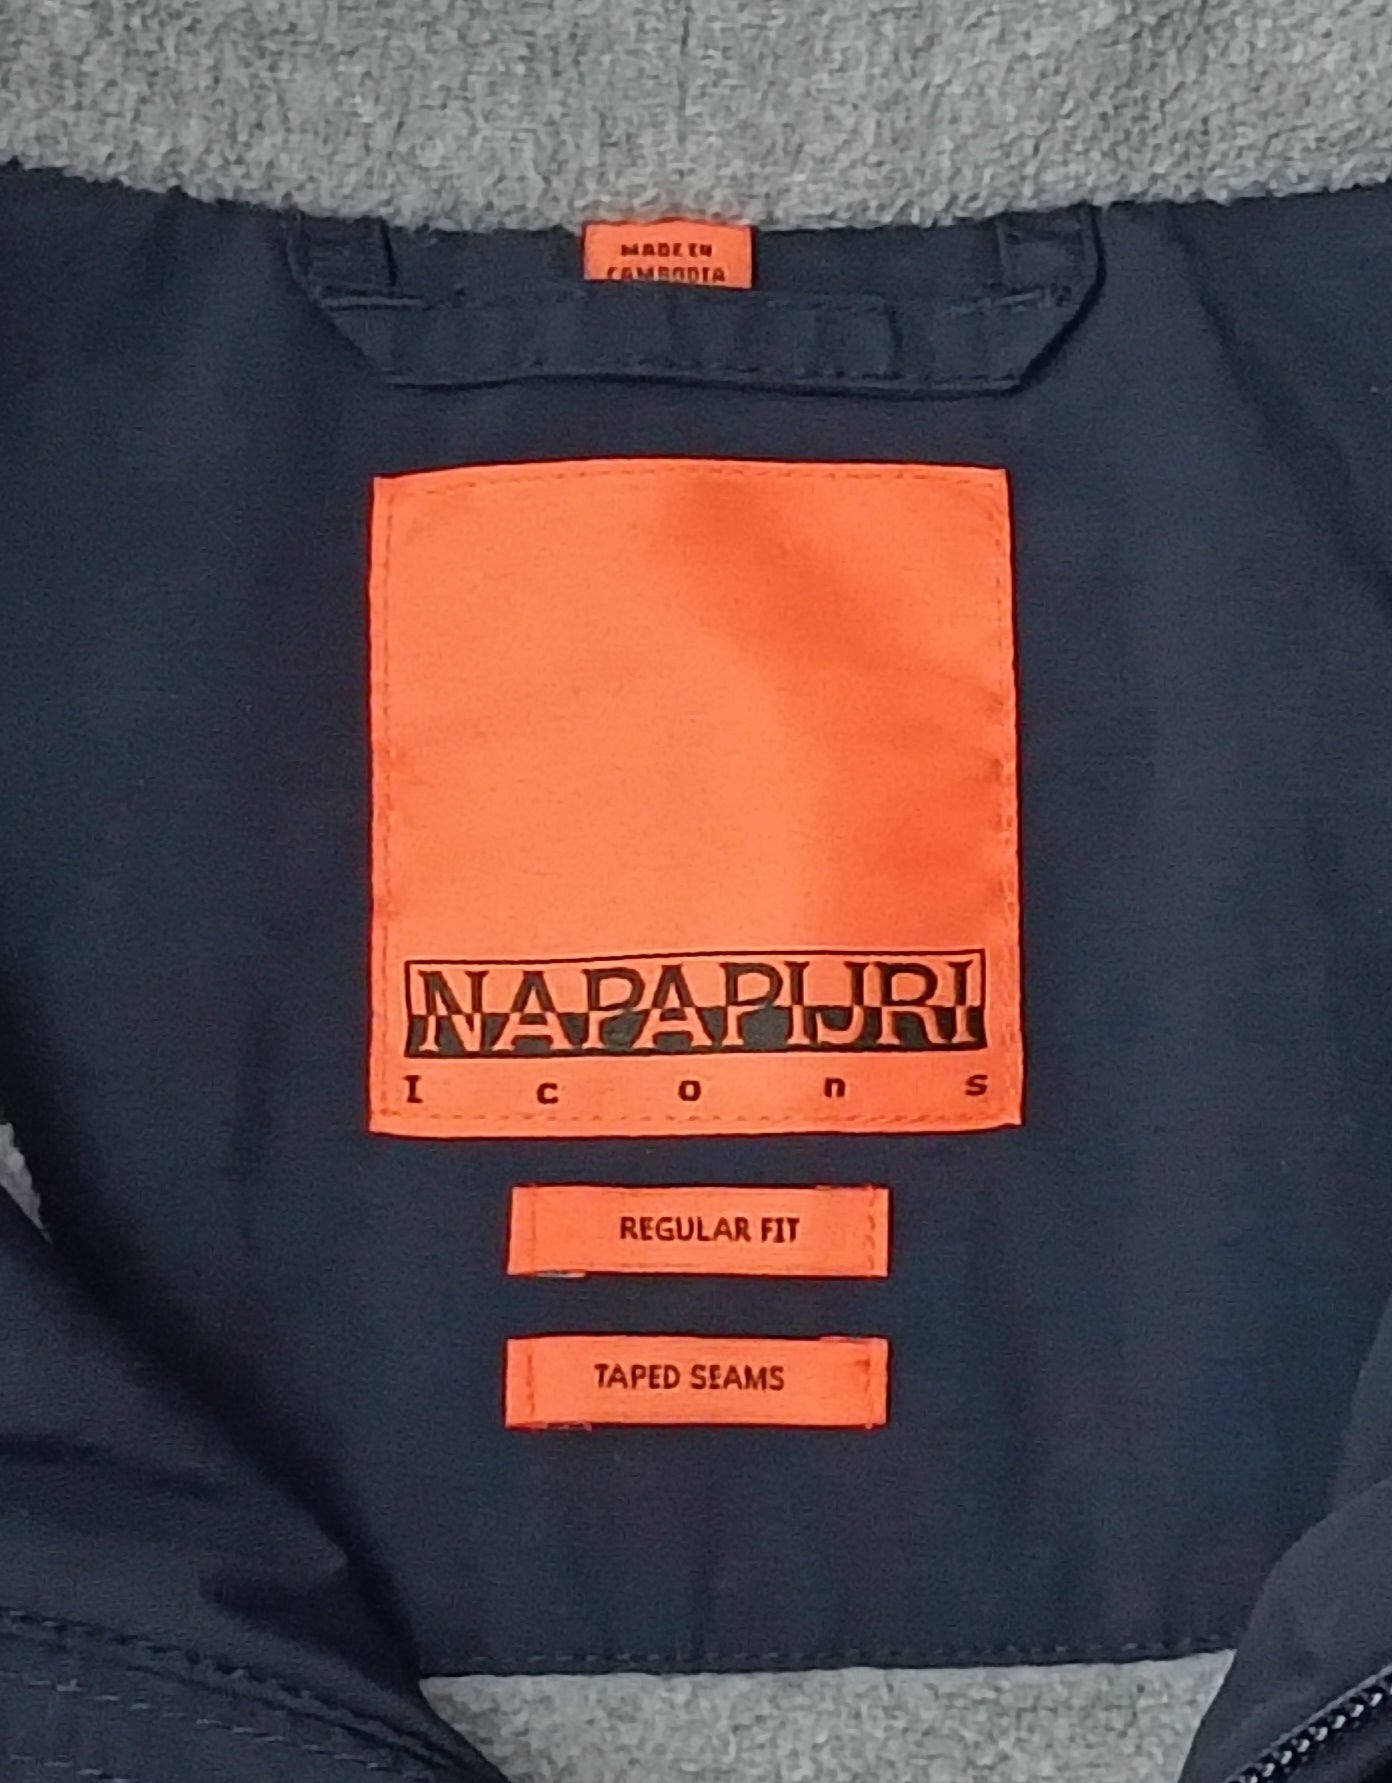 MADE IN
CAMBODIA
NAPAPIJRI
Icons
REGULAR FIT
TAPED SEAMS